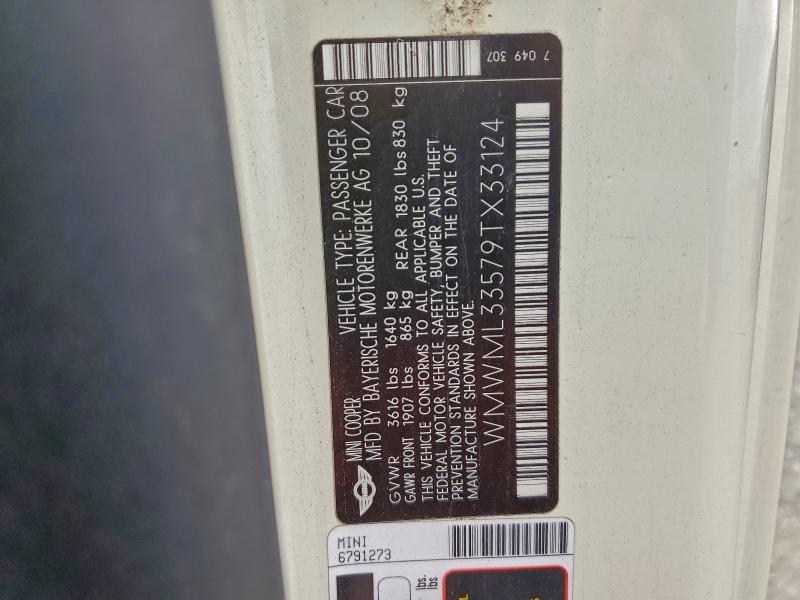 7 049 307
MINI COOPER VEHICLE TYPE: PASSENGER CAR
MFD BY BAYERISCHE MOTORENWERKE AG 10/08
GVWR 3616 lbs 1640 kg
GAWR FRONT 1907 lbs 865 kg REAR 1830 lbs 830 kg
THIS VEHICLE CONFORMS TO ALL APPLICABLE U.S.
FEDERAL MOTOR VEHICLE SAFETY, BUMPER AND THEFT
PREVENTION STANDARDS IN EFFECT ON THE DATE OF
MANUFACTURE SHOWN ABOVE.
WMWML33579TX33124
MINI
6791273
lbs.
lbs